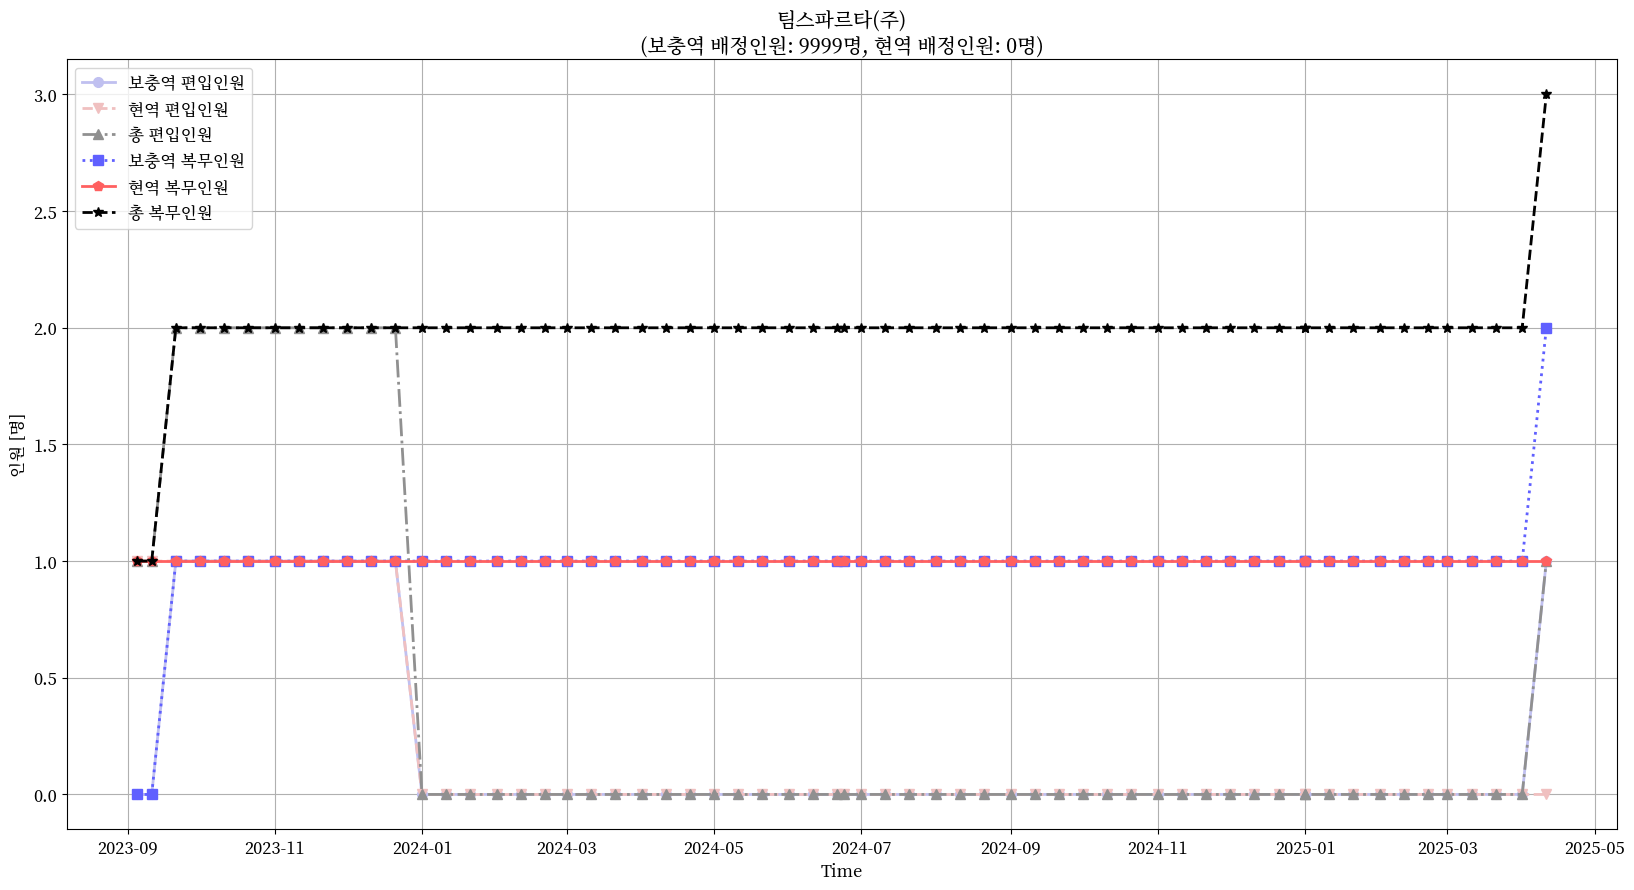 팀스파르타(주)
(보충역 배정인원: 9999명, 현역 배정인원: 0명)
보충역 편입인원
현역 편입인원
총 편입인원
보충역 복무인원
현역 복무인원
총 복무인원
3.0
2.5
2.0
1.5
1.0
0.5
0.0
인원 [명]
2023-09 2023-11 2024-01 2024-03 2024-05 2024-07 2024-09 2024-11 2025-01 2025-03 2025-05
Time